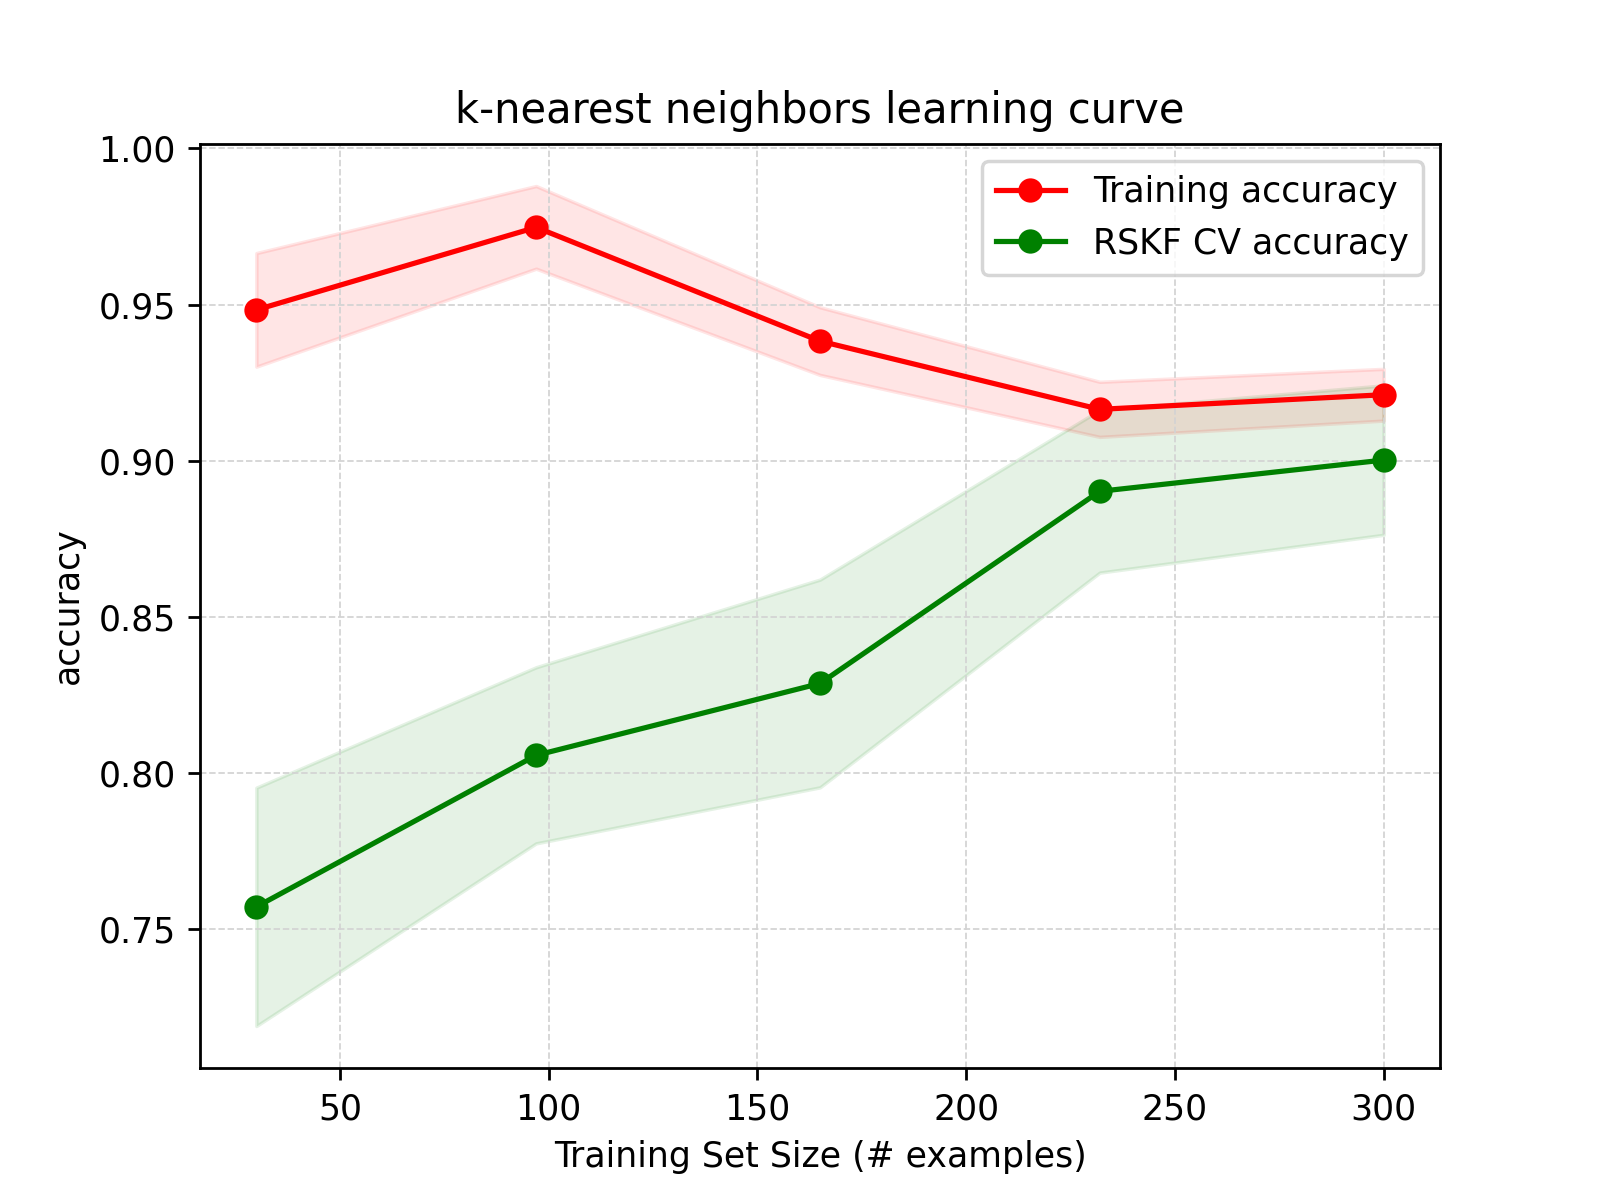 k-nearest neighbors learning curve
1.00
0.95
0.90
0.85
0.80
0.75
accuracy
Training accuracy
RSKF CV accuracy
50 100 150 200 250 300
Training Set Size (# examples)